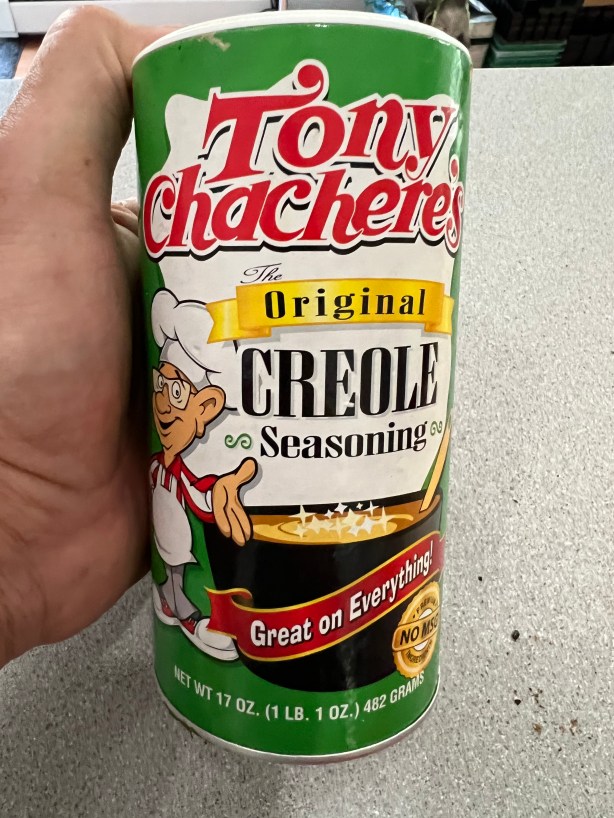 Tony
Chachere's
The
Original
CREOLE
Seasoning
Great on Everything!
NO MSG
NET WT 17 OZ. (1 LB. 1 OZ.) 482 GRAMS